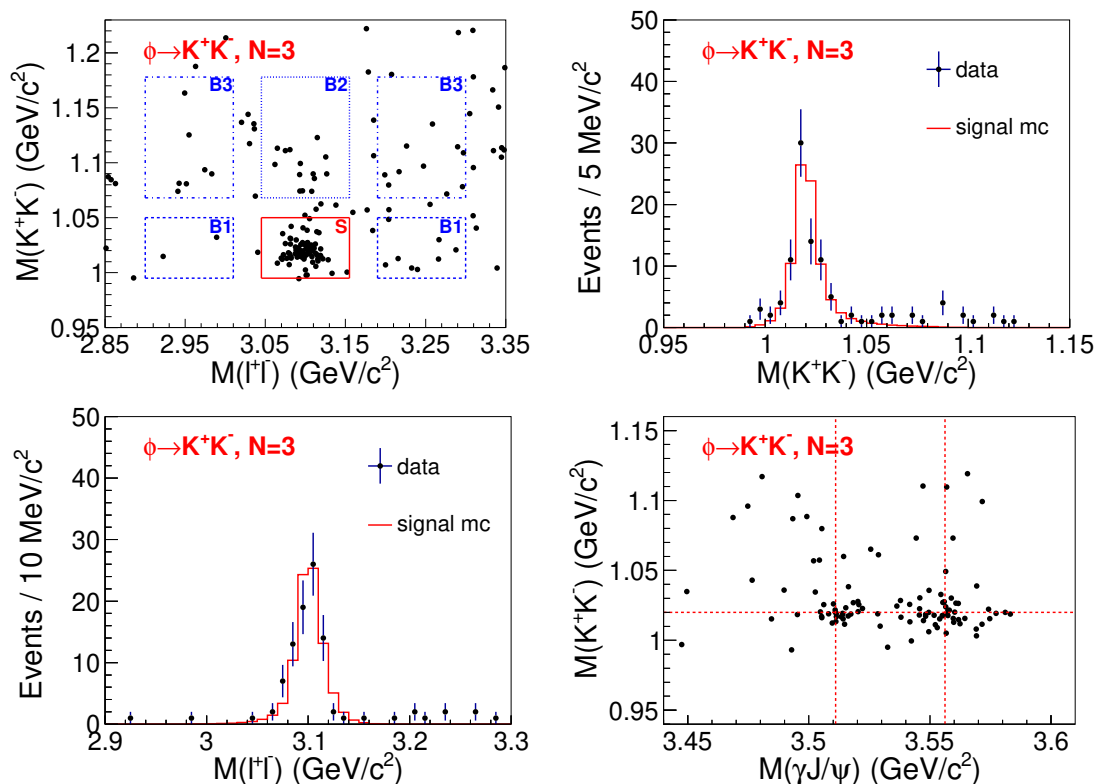 1.2
1.15
1.1
1.05
1
0.95
M(K⁺K⁻) (GeV/c²)
ϕ→K⁺K⁻, N=3
B3 B2 B3
B1 S B1
2.85 2.95 3.05 3.15 3.25 3.35
M(l⁺l⁻) (GeV/c²)
50
40
30
20
10
0
Events / 5 MeV/c²
ϕ→K⁺K⁻, N=3
data
signal mc
0.95 1 1.05 1.1 1.15
M(K⁺K⁻) (GeV/c²)
50
40
30
20
10
0
Events / 10 MeV/c²
ϕ→K⁺K⁻, N=3
data
signal mc
2.9 3 3.1 3.2 3.3
M(l⁺l⁻) (GeV/c²)
1.15
1.1
1.05
1
0.95
M(K⁺K⁻) (GeV/c²)
ϕ→K⁺K⁻, N=3
3.45 3.5 3.55 3.6
M(γJ/ψ) (GeV/c²)